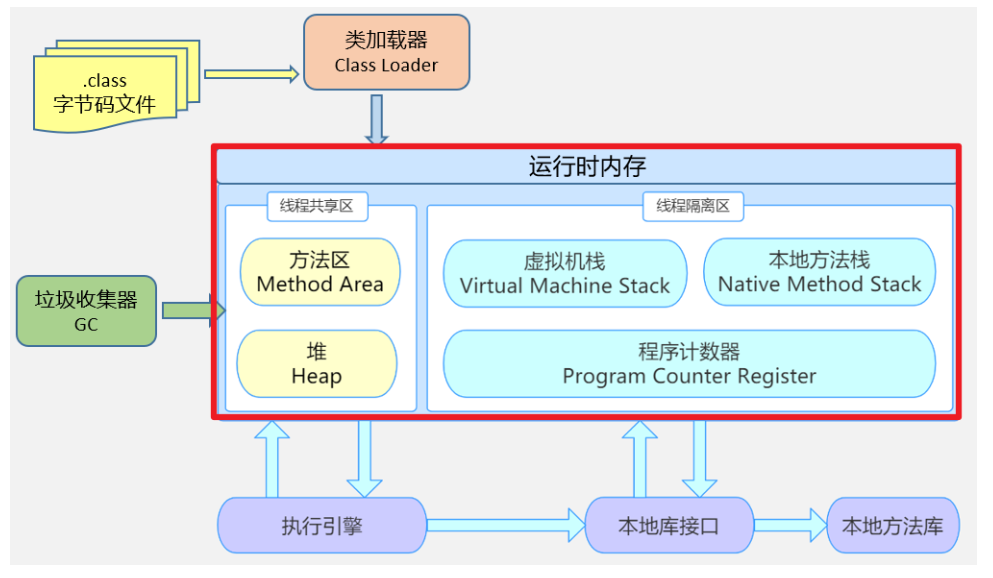 类加载器
Class Loader
.class
字节码文件
运行时内存
线程共享区
线程隔离区
方法区
Method Area
虚拟机栈
Virtual Machine Stack
本地方法栈
Native Method Stack
垃圾收集器
GC
堆
Heap
程序计数器
Program Counter Register
执行引擎
本地库接口
本地方法库